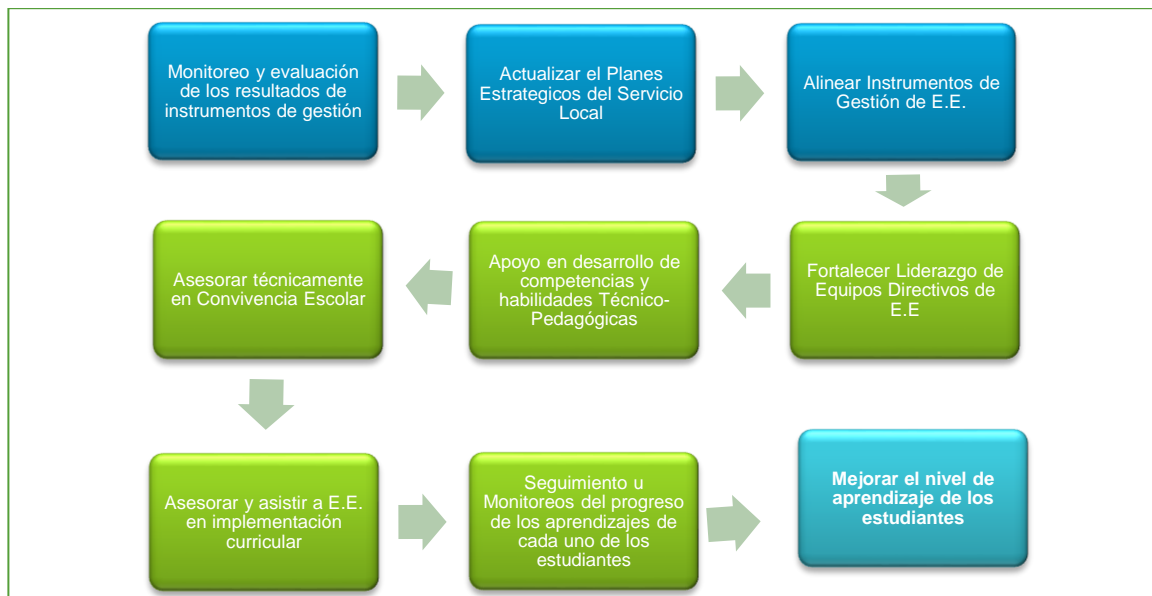 Monitoreo y evaluación
de los resultados de
instrumentos de gestión
Actualizar el Planes
Estrategicos del Servicio
Local
Alinear Instrumentos de
Gestión de E.E.
Fortalecer Liderazgo de
Equipos Directivos de
E.E
Apoyo en desarrollo de
competencias y
habilidades Técnico-
Pedagógicas
Asesorar técnicamente
en Convivencia Escolar
Asesorar y asistir a E.E.
en implementación
curricular
Seguimiento u
Monitoreos del progreso
de los aprendizajes de
cada uno de los
estudiantes
Mejorar el nivel de
aprendizaje de los
estudiantes